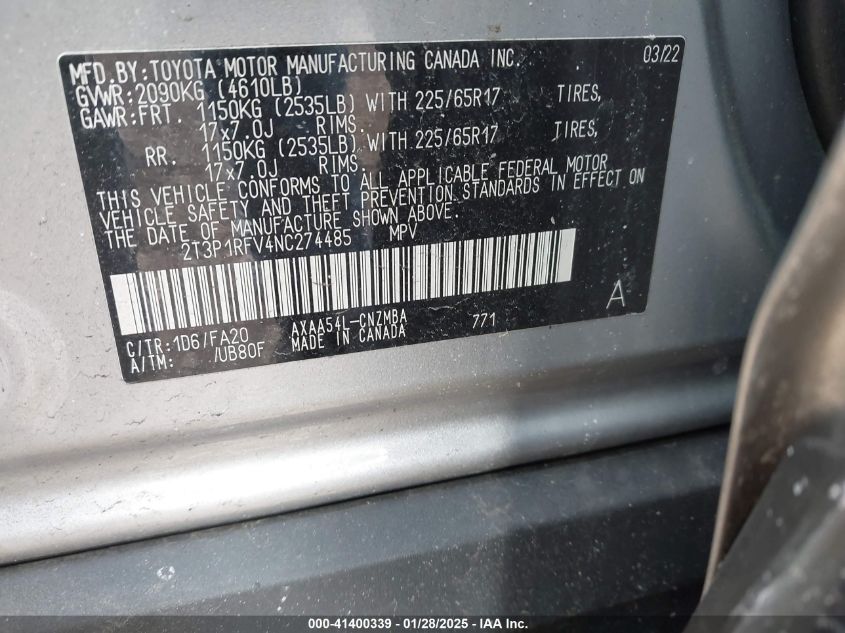 MFD.BY:TOYOTA MOTOR MANUFACTURING CANADA INC. 03/22
GVWR:2090KG (4610LB)
GAWR:FRT. 1150KG (2535LB) WITH 225/65R17 TIRES,
17x7.0J RIMS.
RR. 1150KG (2535LB) WITH 225/65R17 TIRES,
17x7.0J RIMS.
THIS VEHICLE CONFORMS TO ALL APPLICABLE FEDERAL MOTOR
VEHICLE SAFETY AND THEFT PREVENTION STANDARDS IN EFFECT ON
THE DATE OF MANUFACTURE SHOWN ABOVE.
2T3P1RFV4NC274485 MPV
A
C/TR:1D6/FA20 AXAA54L-CNZMBA 771
A/TM: /UB80F MADE IN CANADA
000-41400339 - 01/28/2025 - IAA Inc.